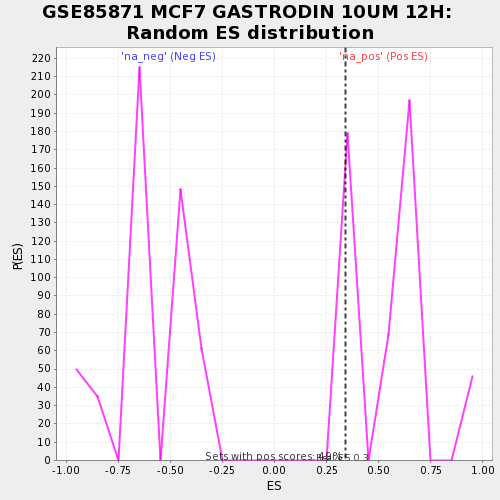 GSE85871 MCF7 GASTRODIN 10UM 12H:
Random ES distribution
'na_neg' (Neg ES)
'na_pos' (Pos ES)
220
210
200
190
180
170
160
150
140
130
120
110
100
90
80
70
60
50
40
30
20
10
0
P(ES)
Sets with pos scores: 49%
-1.00 -0.75 -0.50 -0.25 0.00 0.25 0.50 0.75 1.00
ES